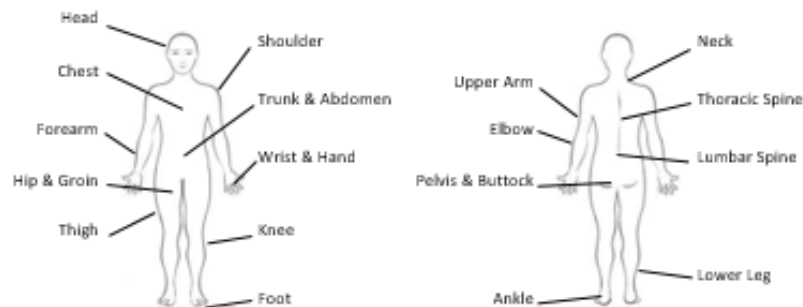 Head
Shoulder
Chest
Trunk & Abdomen
Forearm
Wrist & Hand
Hip & Groin
Thigh
Knee
Foot
Neck
Upper Arm
Thoracic Spine
Elbow
Lumbar Spine
Pelvis & Buttock
Lower Leg
Ankle